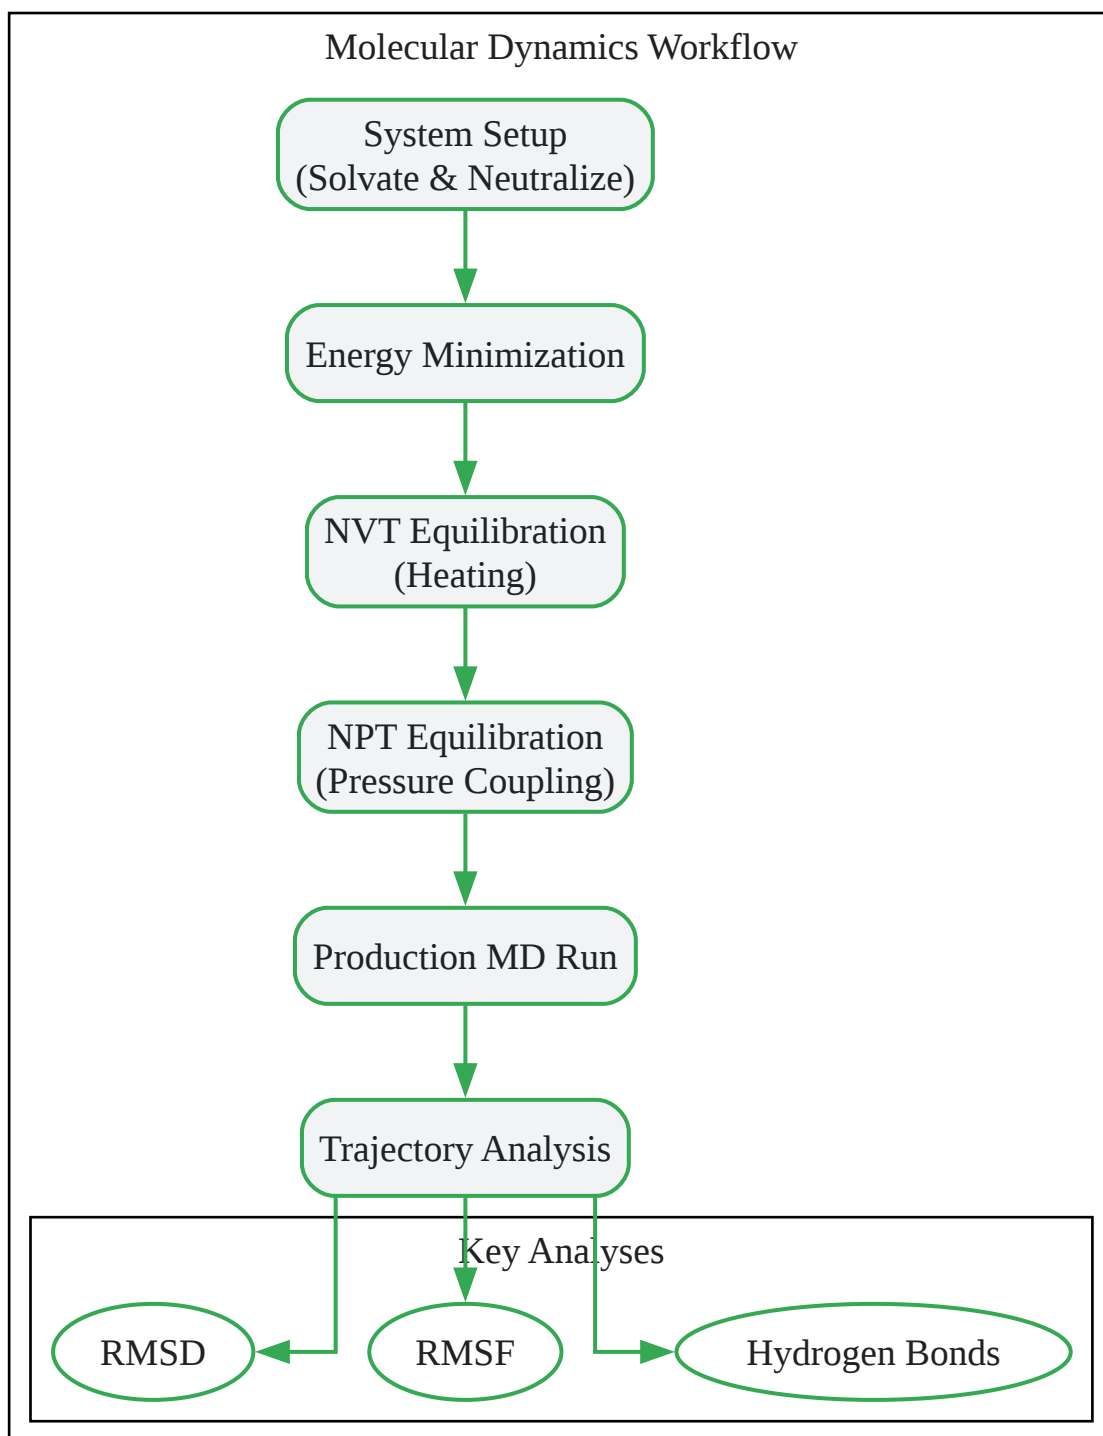 Molecular Dynamics Workflow
System Setup
(Solvate & Neutralize)
Energy Minimization
NVT Equilibration
(Heating)
NPT Equilibration
(Pressure Coupling)
Production MD Run
Trajectory Analysis
Key Analyses
RMSD
RMSF
Hydrogen Bonds